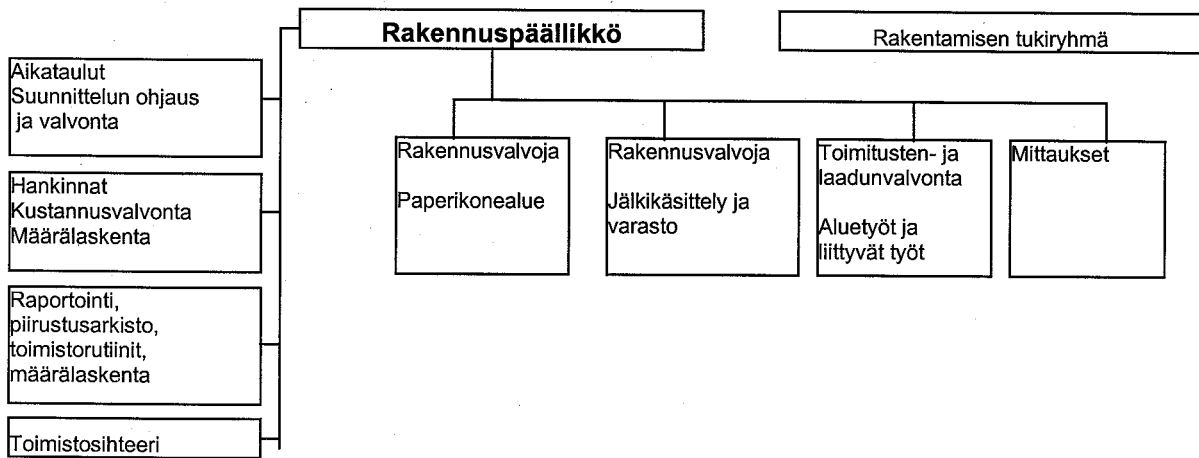 Rakennuspäällikkö
Rakentamisen tukiryhmä
Aikataulut
Suunnittelun ohjaus
ja valvonta
Hankinnat
Kustannusvalvonta
Määrälaskenta
Raportointi,
piirustusarkisto,
toimistorutiinit,
määrälaskenta
Toimistosihteeri
Rakennusvalvoja
Paperikonealue
Rakennusvalvoja
Jälkikäsittely ja
varasto
Toimitusten- ja
laadunvalvonta
Aluetyöt ja
liittyvät työt
Mittaukset